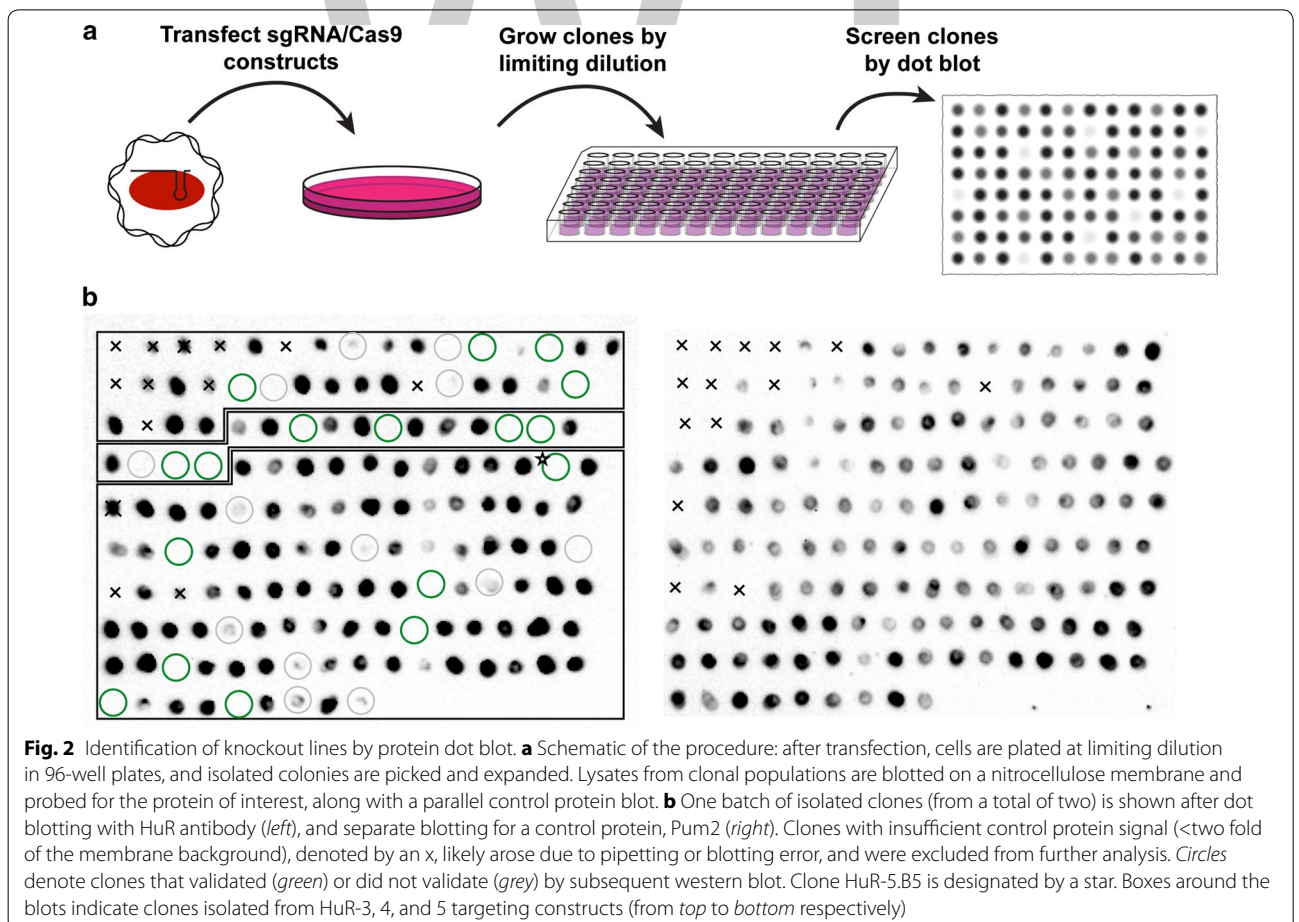 a
Transfect sgRNA/Cas9
constructs
Grow clones by
limiting dilution
Screen clones
by dot blot
b
Fig. 2 Identification of knockout lines by protein dot blot. a Schematic of the procedure: after transfection, cells are plated at limiting dilution
in 96-well plates, and isolated colonies are picked and expanded. Lysates from clonal populations are blotted on a nitrocellulose membrane and
probed for the protein of interest, along with a parallel control protein blot. b One batch of isolated clones (from a total of two) is shown after dot
blotting with HuR antibody (left), and separate blotting for a control protein, Pum2 (right). Clones with insufficient control protein signal (<two fold
of the membrane background), denoted by an x, likely arose due to pipetting or blotting error, and were excluded from further analysis. Circles
denote clones that validated (green) or did not validate (grey) by subsequent western blot. Clone HuR-5.B5 is designated by a star. Boxes around the
blots indicate clones isolated from HuR-3, 4, and 5 targeting constructs (from top to bottom respectively)